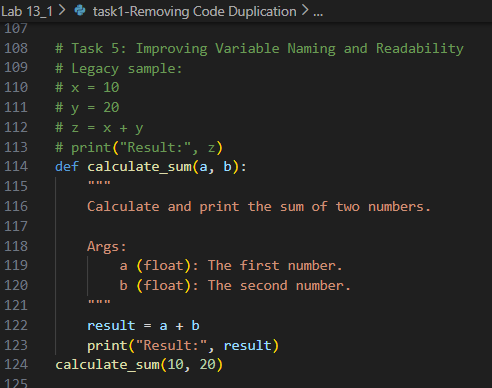 Lab 13_1 > task1-Removing Code Duplication > ...
107
108 # Task 5: Improving Variable Naming and Readability
109 # Legacy sample:
110 # x = 10
111 # y = 20
112 # z = x + y
113 # print("Result:", z)
114 def calculate_sum(a, b):
115     """
116     Calculate and print the sum of two numbers.
117
118     Args:
119         a (float): The first number.
120         b (float): The second number.
121     """
122     result = a + b
123     print("Result:", result)
124 calculate_sum(10, 20)
125